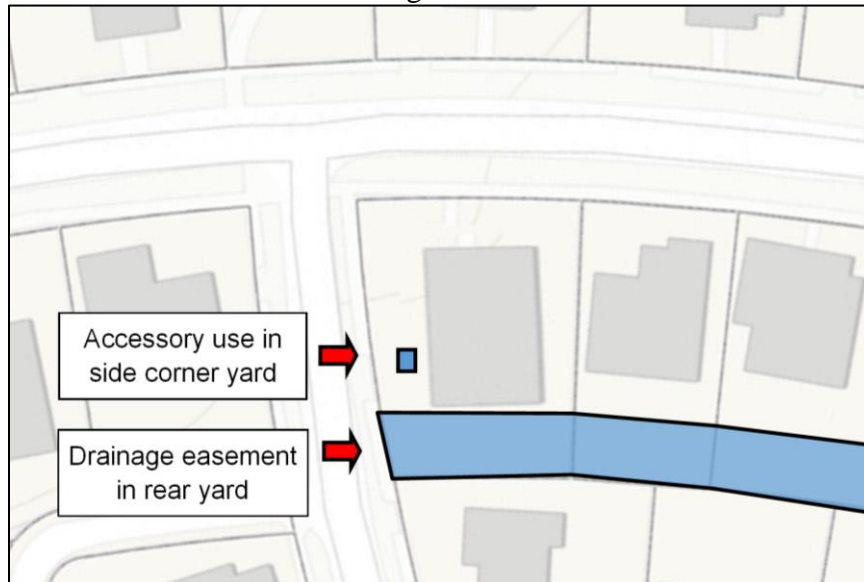 Accessory use in
side corner yard
Drainage easement
in rear yard